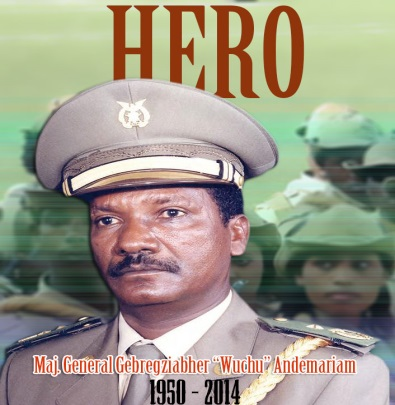 HERO
Maj. General Gebregziabher "Wuchu" Andemariam
1950 - 2014